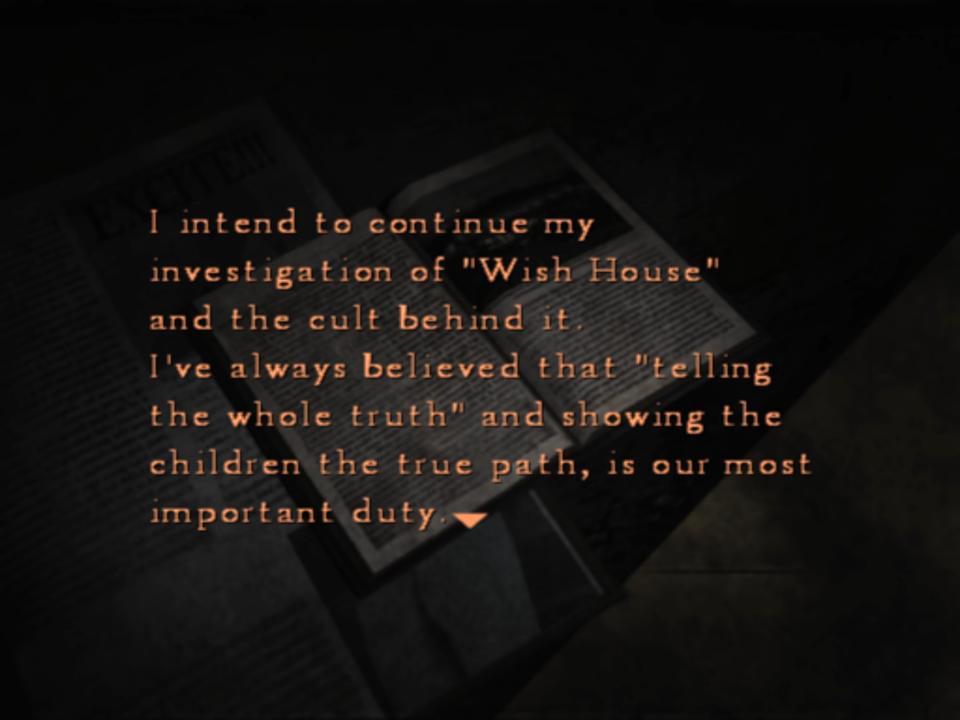 EXCITE!!!
I intend to continue my
investigation of "Wish House"
and the cult behind it.
I've always believed that "telling
the whole truth" and showing the
children the true path, is our most
important duty.